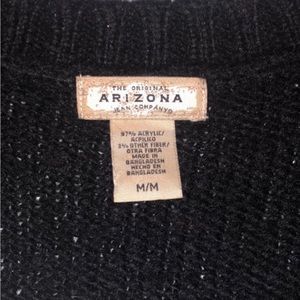 THE ORIGINAL
ARIZONA
JEAN COMPANY®
97% ACRYLIC/
ACRILICO
3% OTHER FIBER/
OTRA FIBRA
MADE IN
BANGLADESH
HECHO EN
BANGLADESH
M/M